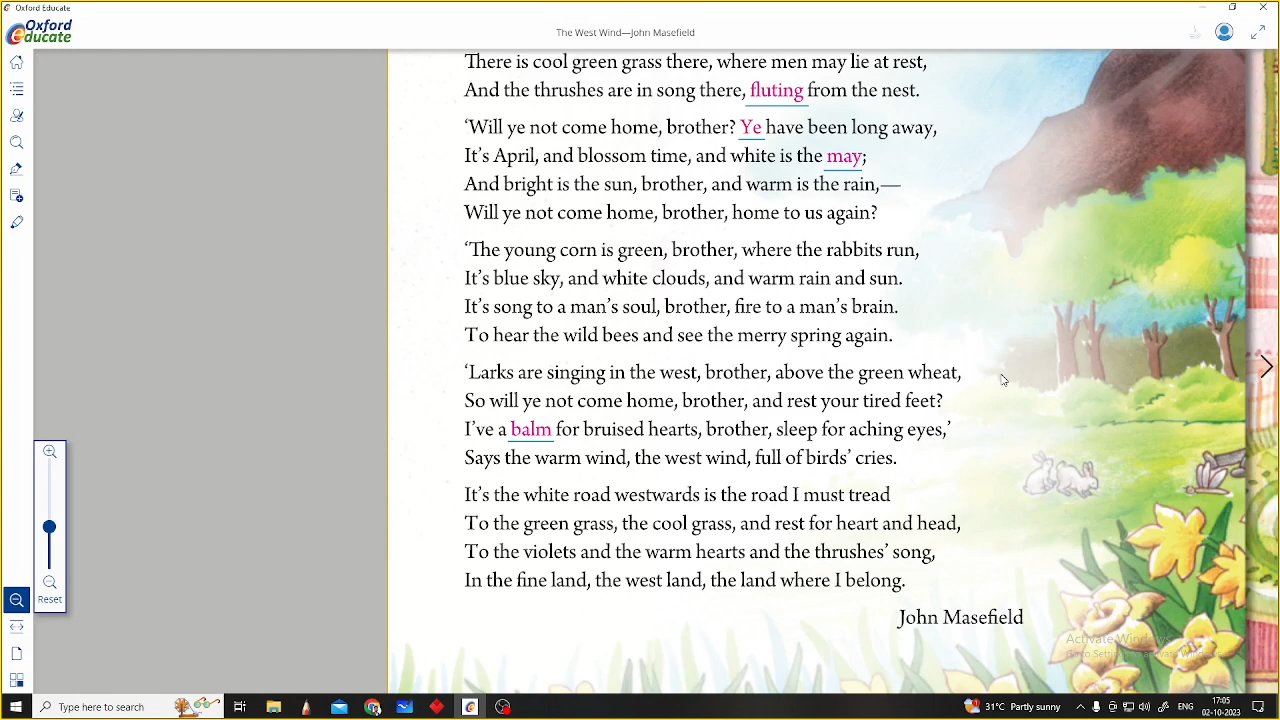 Oxford Educate
Oxford
educate
The West Wind—John Masefield
There is cool green grass there, where men may lie at rest,
And the thrushes are in song there, fluting from the nest.
‘Will ye not come home, brother? Ye have been long away,
It’s April, and blossom time, and white is the may;
And bright is the sun, brother, and warm is the rain,—
Will ye not come home, brother, home to us again?
‘The young corn is green, brother, where the rabbits run,
It’s blue sky, and white clouds, and warm rain and sun.
It’s song to a man’s soul, brother, fire to a man’s brain.
To hear the wild bees and see the merry spring again.
‘Larks are singing in the west, brother, above the green wheat,
So will ye not come home, brother, and rest your tired feet?
I’ve a balm for bruised hearts, brother, sleep for aching eyes,’
Says the warm wind, the west wind, full of birds’ cries.
It’s the white road westwards is the road I must tread
To the green grass, the cool grass, and rest for heart and head,
To the violets and the warm hearts and the thrushes’ song,
In the fine land, the west land, the land where I belong.
John Masefield
Reset
Activate Windows
Go to Settings to activate Windows.
Type here to search
31°C Partly sunny
ENG
17:05
02-10-2023